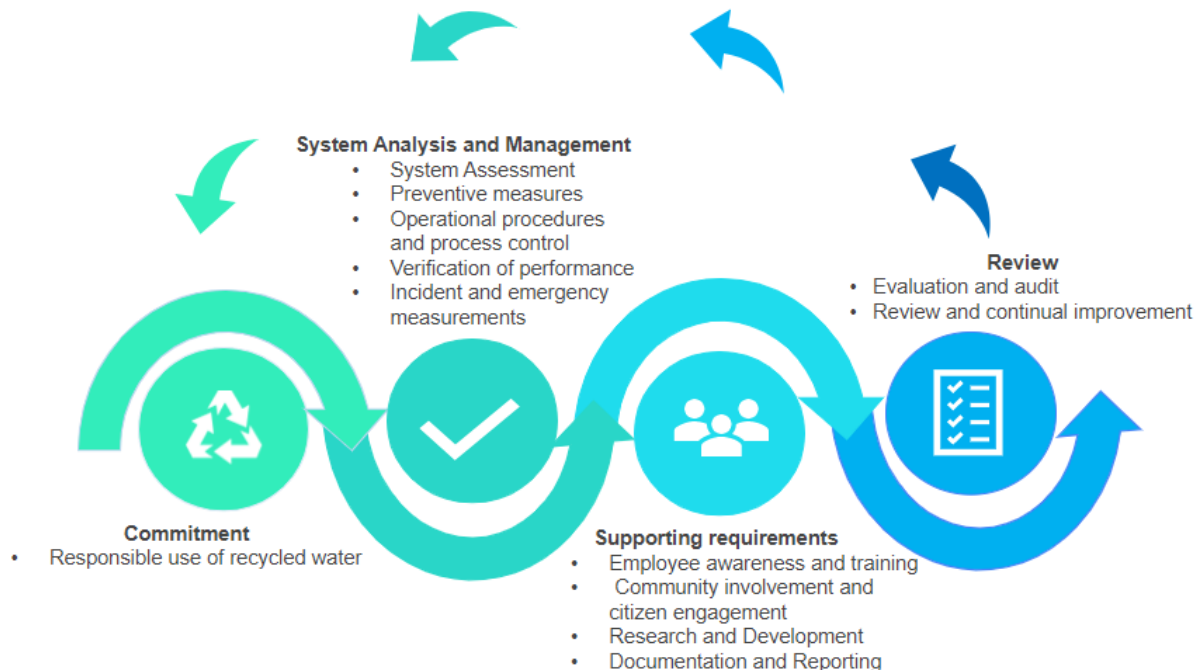 System Analysis and Management
• System Assessment
• Preventive measures
• Operational procedures
and process control
• Verification of performance
• Incident and emergency
measurements
Review
• Evaluation and audit
• Review and continual improvement
Commitment
• Responsible use of recycled water
Supporting requirements
• Employee awareness and training
• Community involvement and
citizen engagement
• Research and Development
• Documentation and Reporting